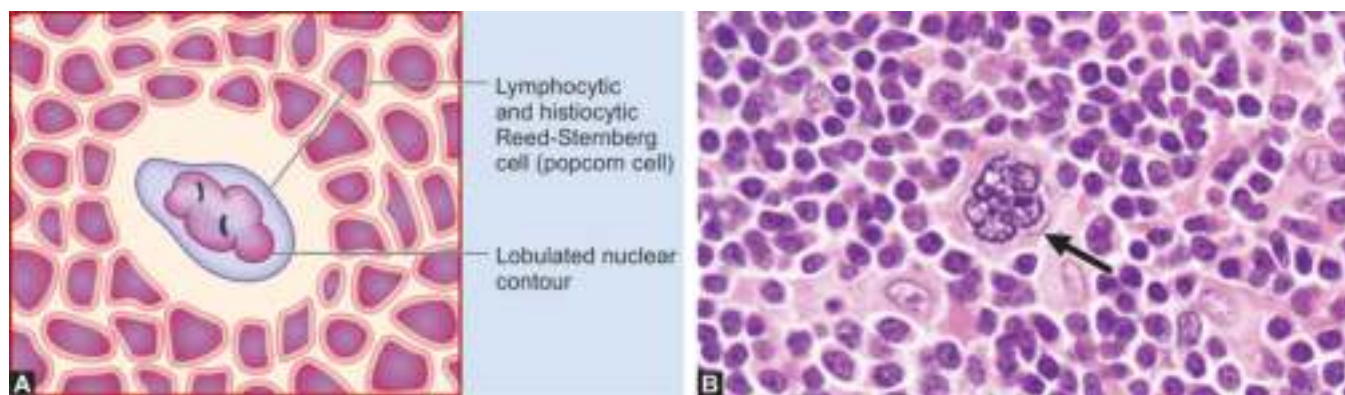 Lymphocytic
and histiocytic
Reed-Sternberg
cell (popcorn cell)
Lobulated nuclear
contour
A
B